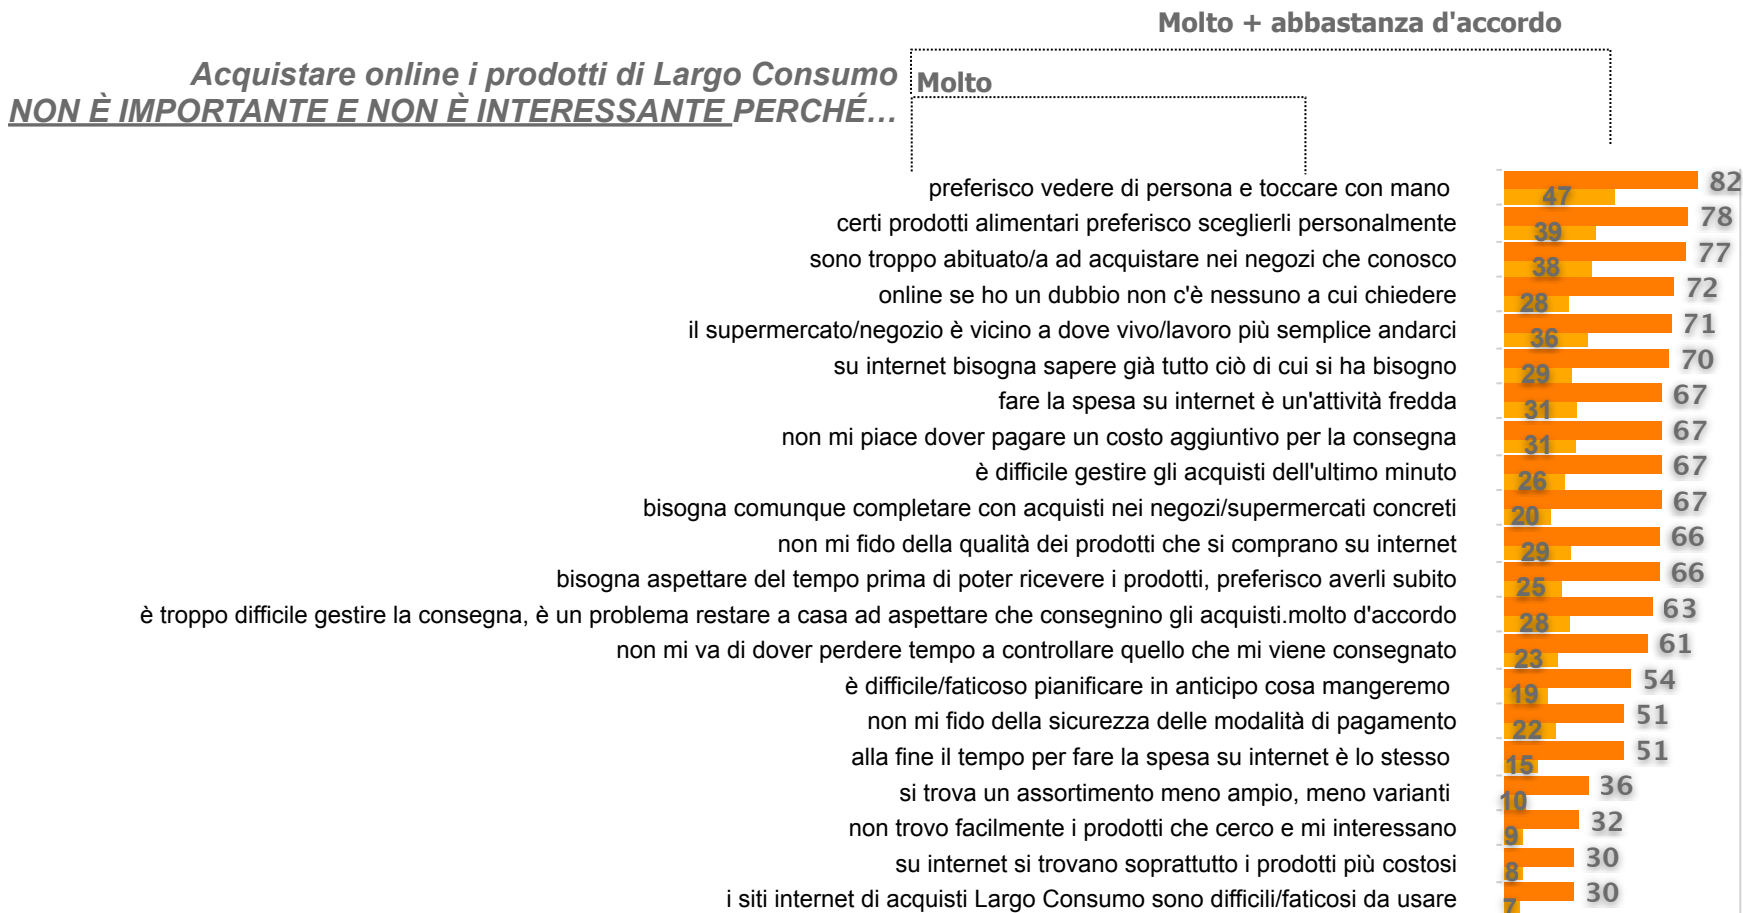 Molto + abbastanza d'accordo
Acquistare online i prodotti di Largo Consumo
NON È IMPORTANTE E NON È INTERESSANTE PERCHÉ...
Molto
preferisco vedere di persona e toccare con mano 82
47
certi prodotti alimentari preferisco sceglierli personalmente 78
39
sono troppo abituato/a ad acquistare nei negozi che conosco 77
38
online se ho un dubbio non c'è nessuno a cui chiedere 72
28
il supermercato/negozio è vicino a dove vivo/lavoro più semplice andarci 71
36
su internet bisogna sapere già tutto ciò di cui si ha bisogno 70
29
fare la spesa su internet è un'attività fredda 67
31
non mi piace dover pagare un costo aggiuntivo per la consegna 67
31
è difficile gestire gli acquisti dell'ultimo minuto 67
26
bisogna comunque completare con acquisti nei negozi/supermercati concreti 67
20
non mi fido della qualità dei prodotti che si comprano su internet 66
29
bisogna aspettare del tempo prima di poter ricevere i prodotti, preferisco averli subito 66
25
è troppo difficile gestire la consegna, è un problema restare a casa ad aspettare che consegnino gli acquisti.molto d'accordo 63
28
non mi va di dover perdere tempo a controllare quello che mi viene consegnato 61
23
è difficile/faticoso pianificare in anticipo cosa mangeremo 54
19
non mi fido della sicurezza delle modalità di pagamento 51
22
alla fine il tempo per fare la spesa su internet è lo stesso 51
15
si trova un assortimento meno ampio, meno varianti 36
10
non trovo facilmente i prodotti che cerco e mi interessano 32
9
su internet si trovano soprattutto i prodotti più costosi 30
8
i siti internet di acquisti Largo Consumo sono difficili/faticosi da usare 30
7